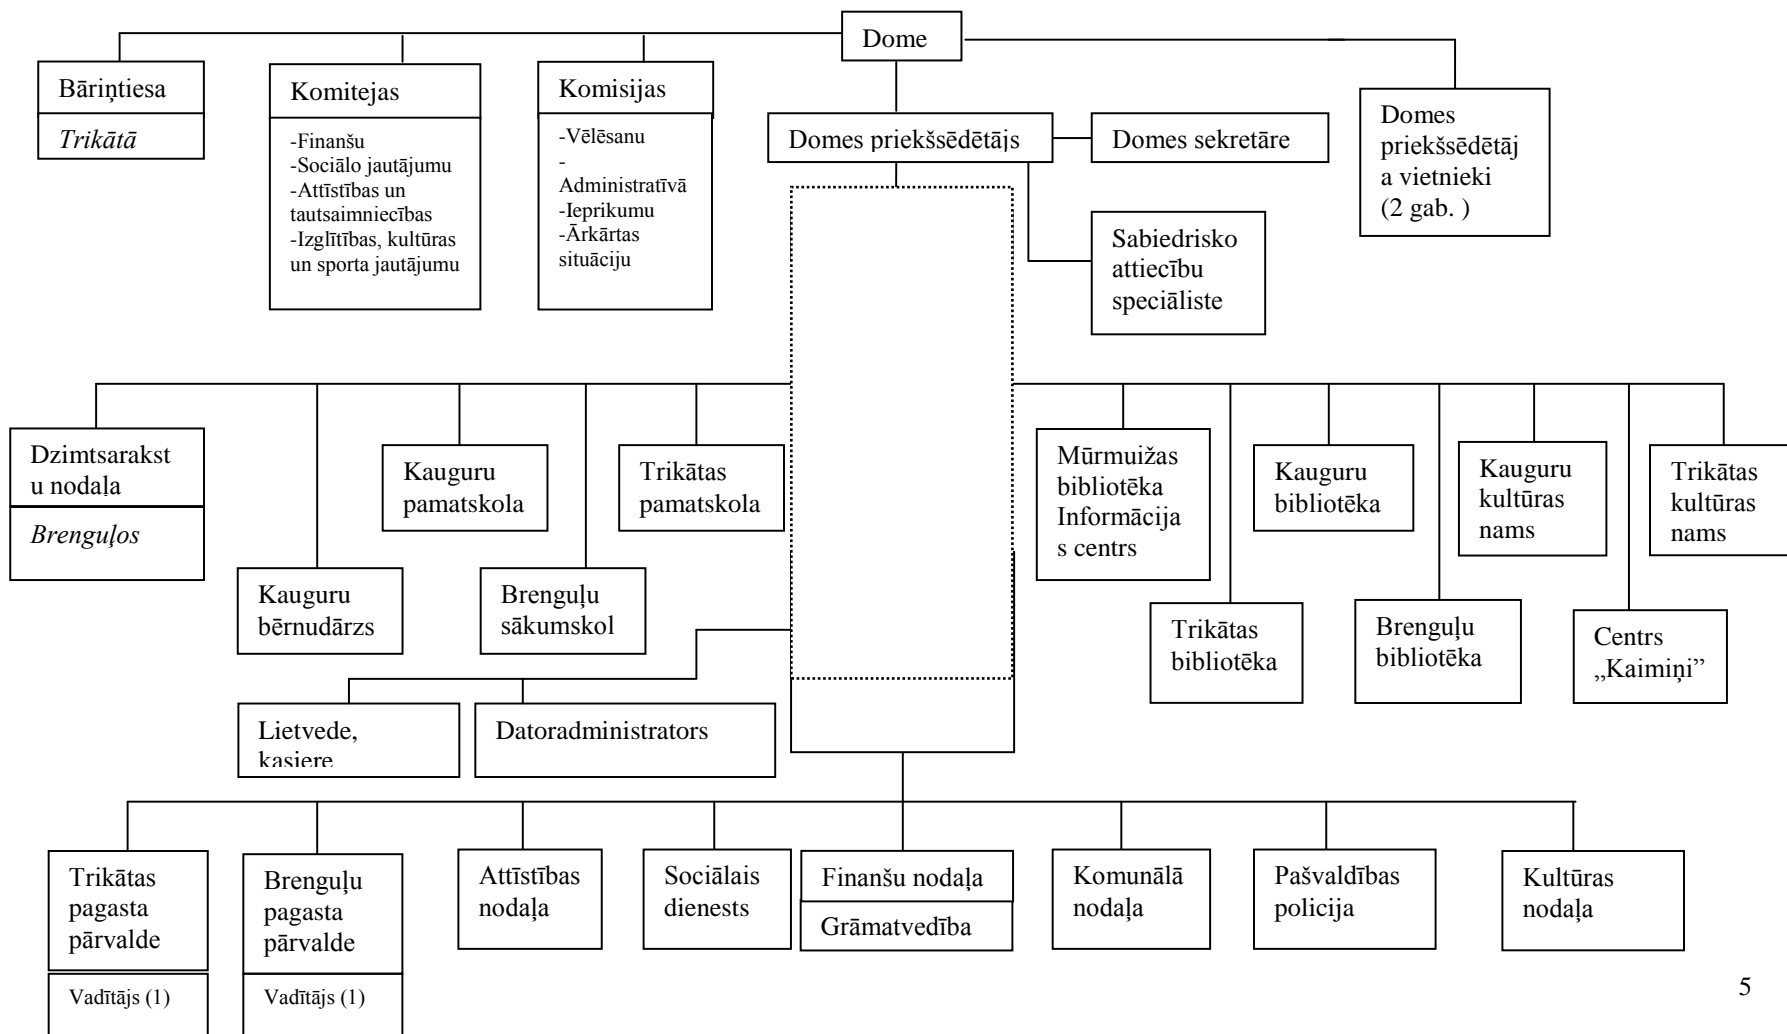 Dome
Bāriņtiesa
Trikātā
Komitejas
-Finanšu
-Sociālo jautājumu
-Attīstības un
tautsaimniecības
-Izglītības, kultūras
un sporta jautājumu
Komisijas
-Vēlēsanu
-
Administratīvā
-Ieprikumu
-Ārkārtas
situāciju
Domes priekšsēdētājs
Domes sekretāre
Domes
priekšsēdētāj
a vietnieki
(2 gab. )
Sabiedrisko
attiecību
speciāliste
Dzimtsarakst
u nodaļa
Brenguļos
Kauguru
pamatskola
Trikātas
pamatskola
Kauguru
bērnudārzs
Brenguļu
sākumskol
Mūrmuižas
bibliotēka
Informācija
s centrs
Kauguru
bibliotēka
Kauguru
kultūras
nams
Trikātas
kultūras
nams
Trikātas
bibliotēka
Brenguļu
bibliotēka
Centrs
„Kaimiņi”
Lietvede,
kasiere
Datoradministrators
Trikātas
pagasta
pārvalde
Vadītājs (1)
Brenguļu
pagasta
pārvalde
Vadītājs (1)
Attīstības
nodaļa
Sociālais
dienests
Finanšu nodaļa
Grāmatvedība
Komunālā
nodaļa
Pašvaldības
policija
Kultūras
nodaļa
5